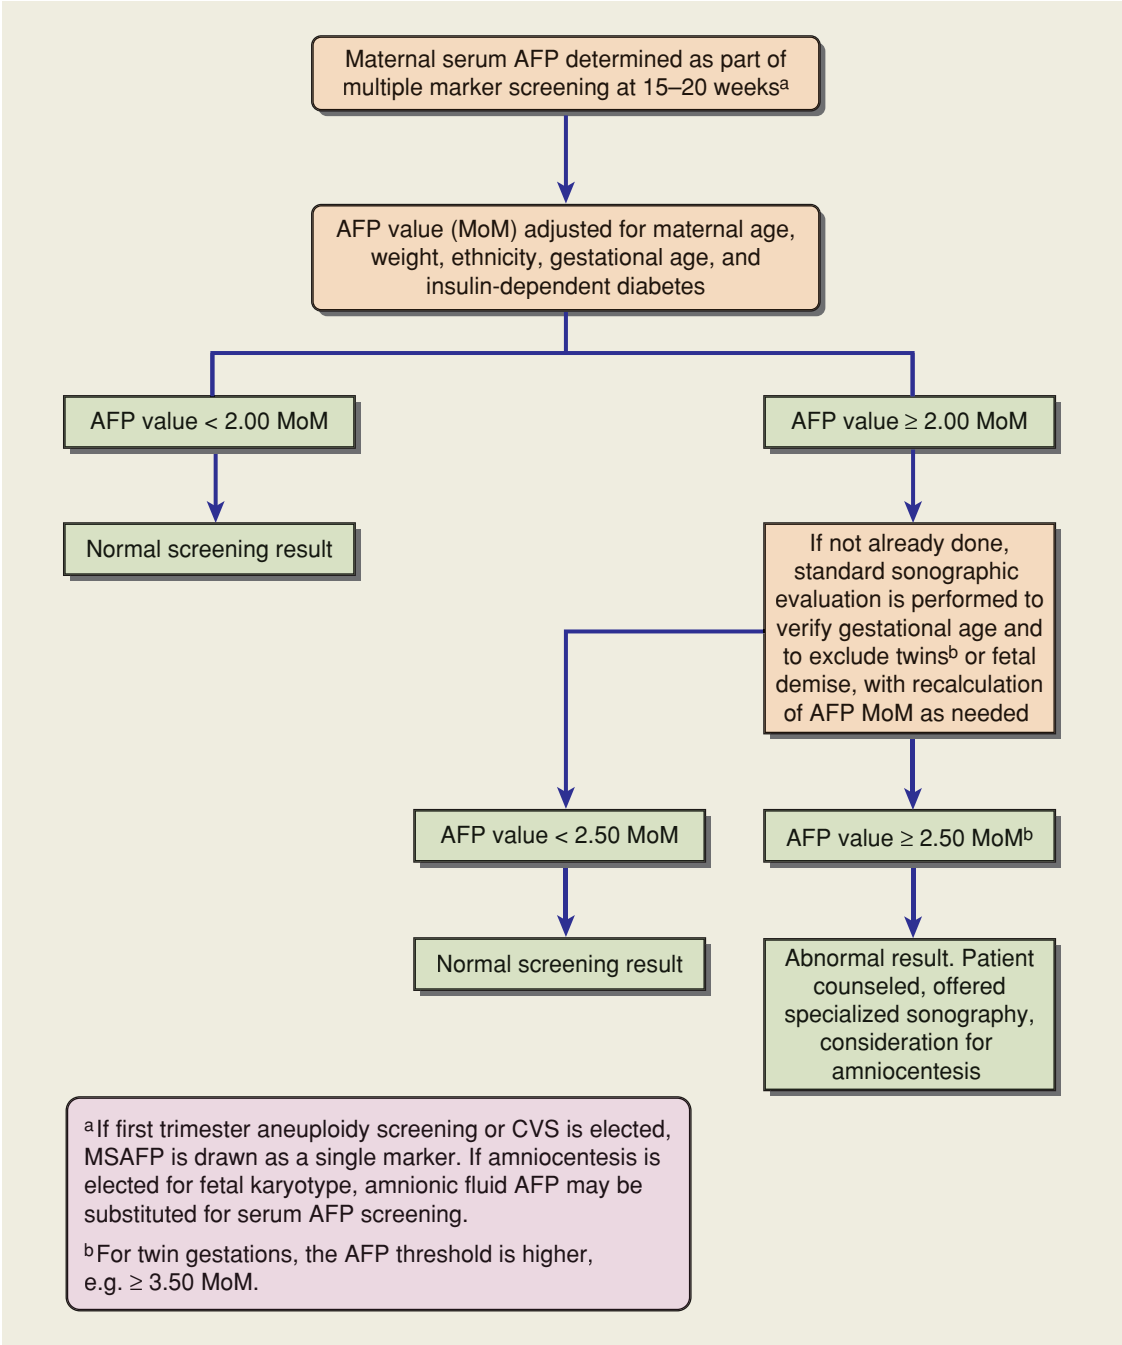 Maternal serum AFP determined as part of
multiple marker screening at 15–20 weeksᵃ
AFP value (MoM) adjusted for maternal age,
weight, ethnicity, gestational age, and
insulin-dependent diabetes
AFP value < 2.00 MoM
AFP value ≥ 2.00 MoM
Normal screening result
If not already done,
standard sonographic
evaluation is performed to
verify gestational age and
to exclude twinsᵇ or fetal
demise, with recalculation
of AFP MoM as needed
AFP value < 2.50 MoM
AFP value ≥ 2.50 MoMᵇ
Normal screening result
Abnormal result. Patient
counseled, offered
specialized sonography,
consideration for
amniocentesis
ᵃ If first trimester aneuploidy screening or CVS is elected,
MSAFP is drawn as a single marker. If amniocentesis is
elected for fetal karyotype, amnionic fluid AFP may be
substituted for serum AFP screening.
ᵇ For twin gestations, the AFP threshold is higher,
e.g. ≥ 3.50 MoM.